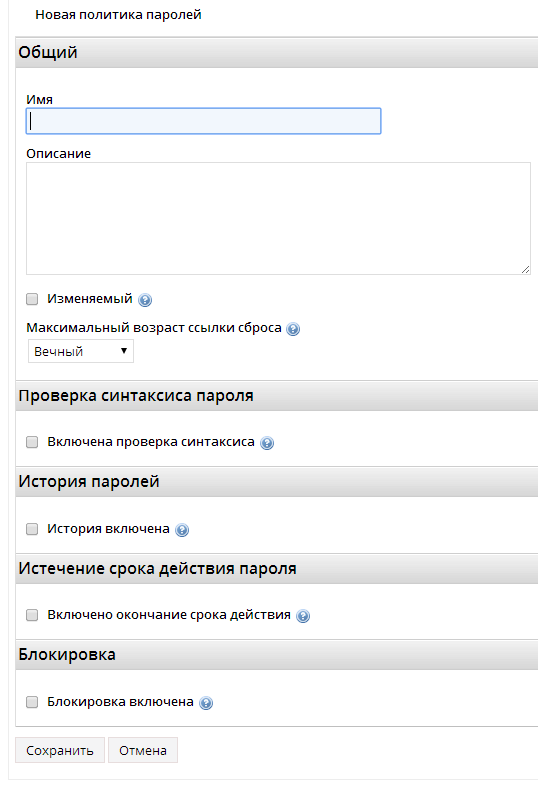 Новая политика паролей
Общий
Имя
Описание
Изменяемый ?
Максимальный возраст ссылки сброса ?
Вечный
Проверка синтаксиса пароля
Включена проверка синтаксиса ?
История паролей
История включена ?
Истечение срока действия пароля
Включено окончание срока действия ?
Блокировка
Блокировка включена ?
Сохранить Отмена